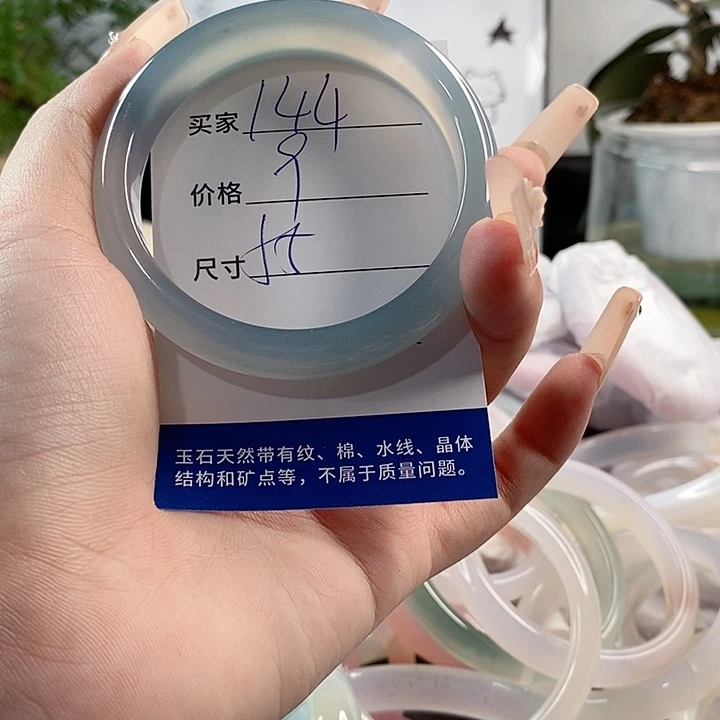 买家 144
价格 9
尺寸 55
玉石天然带有纹、棉、水线、晶体
结构和矿点等，不属于质量问题。